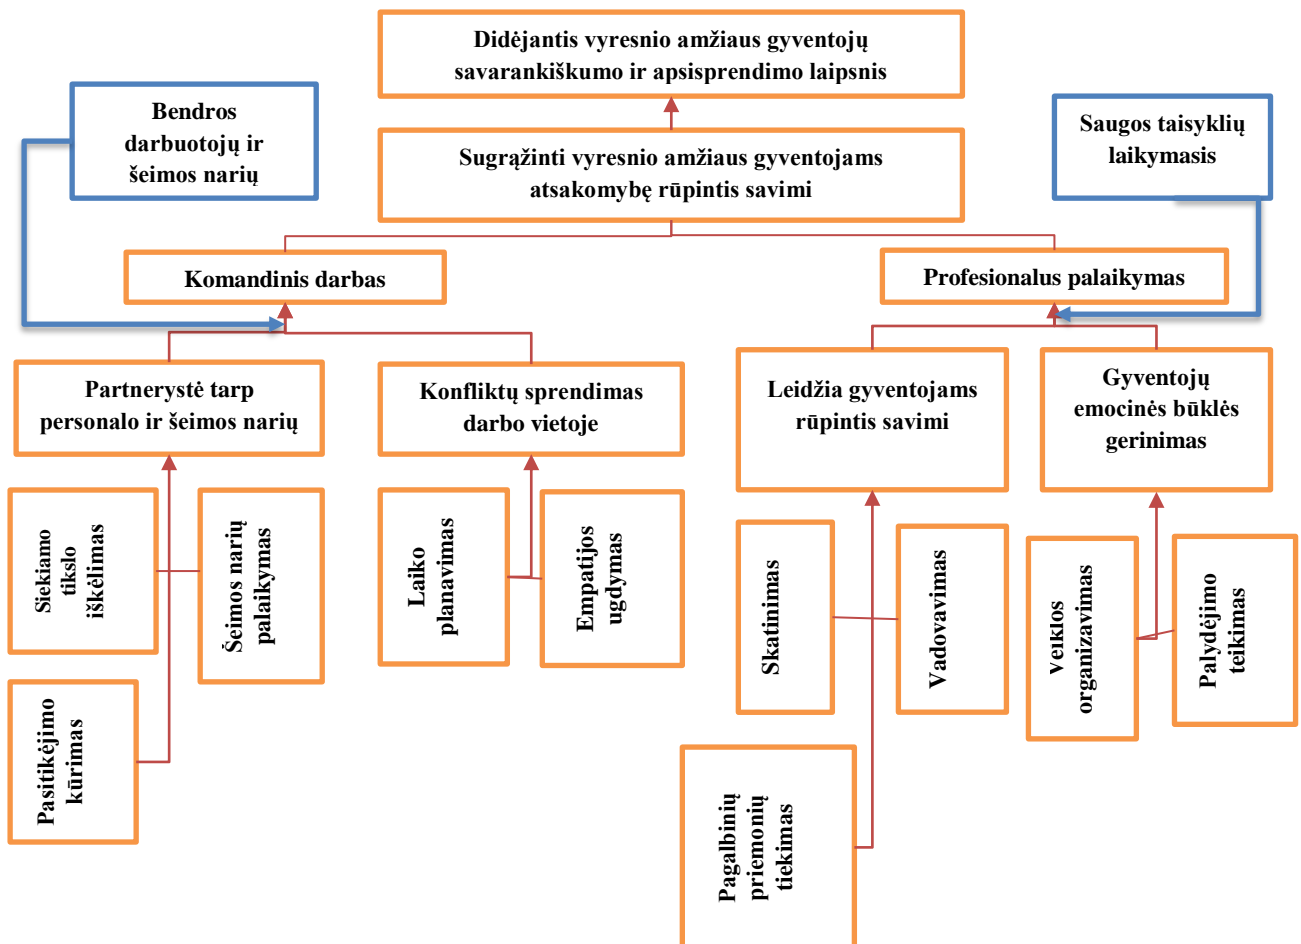 Didėjantis vyresnio amžiaus gyventojų
savarankiškumo ir apsisprendimo laipsnis
Bendros
darbuotojų ir
šeimos narių
Saugos taisyklių
laikymasis
Sugrąžinti vyresnio amžiaus gyventojams
atsakomybę rūpintis savimi
Komandinis darbas
Profesionalus palaikymas
Partnerystė tarp
personalo ir šeimos narių
Konfliktų sprendimas
darbo vietoje
Leidžia gyventojams
rūpintis savimi
Gyventojų
emocinės būklės
gerinimas
Siekiamo
tikslo
iškėlimas
Šeimos narių
palaikymas
Laiko
planavimas
Empatijos
ugdymas
Skatinimas
Vadovavimas
Veiklos
organizavimas
Palydėjimo
teikimas
Pasitikėjimo
kūrimas
Pagalbinių
priemonių
tiekimas